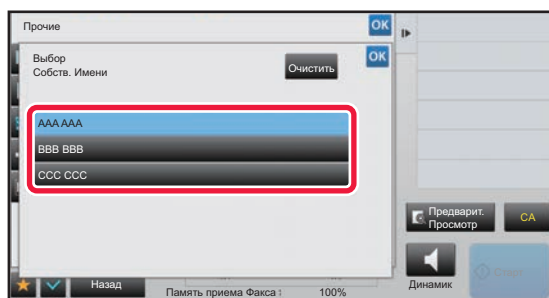 Прочие
OK
Выбор
Собств. Имени
Очистить
OK
AAA AAA
BBB BBB
CCC CCC
Предварит.
Просмотр
CA
Назад
Память приема Факса :
100%
Динамик
Старт